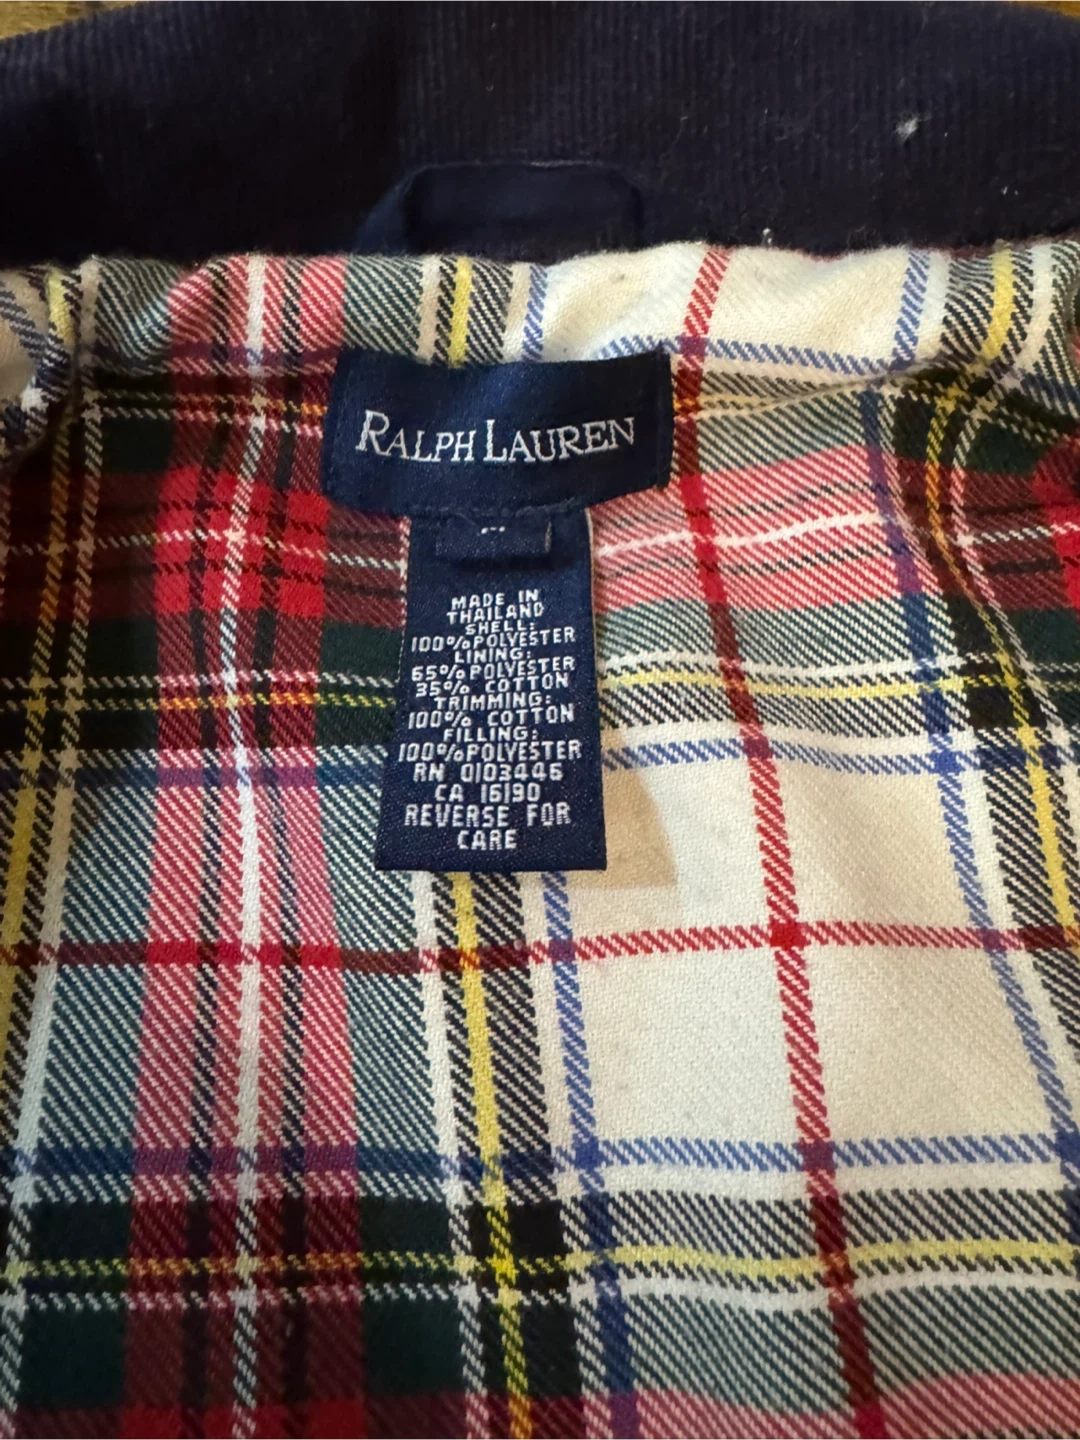 RALPH LAUREN
MADE IN
THAILAND
SHELL:
100% POLYESTER
LINING:
65% POLYESTER
35% COTTON
TRIMMING:
100% COTTON
FILLING:
100% POLYESTER
RN 0103446
CA 16190
REVERSE FOR
CARE